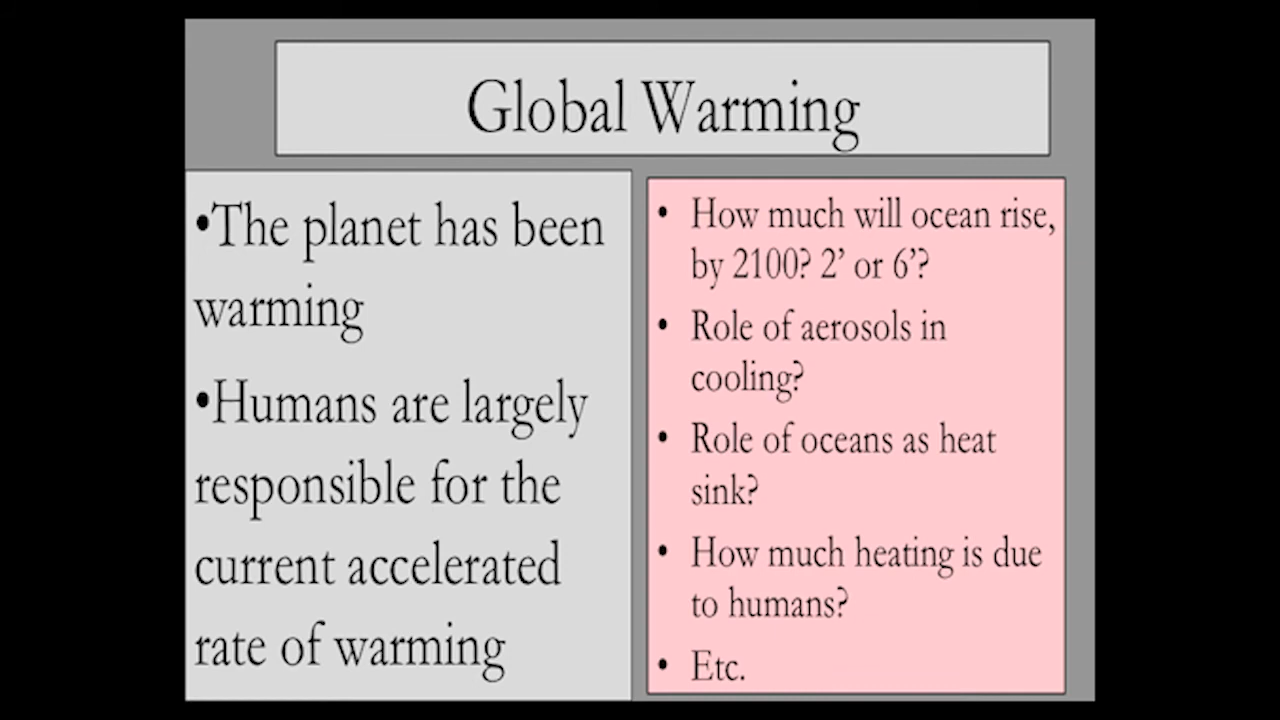 Global Warming
•The planet has been
warming
•Humans are largely
responsible for the
current accelerated
rate of warming
• How much will ocean rise,
by 2100? 2’ or 6’?
• Role of aerosols in
cooling?
• Role of oceans as heat
sink?
• How much heating is due
to humans?
• Etc.